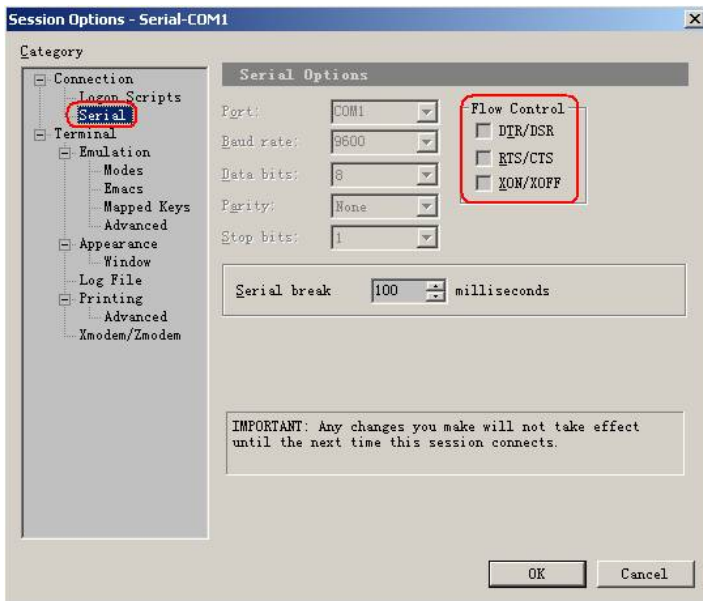 Session Options - Serial-COM1
Category
Connection
Logon Scripts
Serial
Terminal
Emulation
Modes
Emacs
Mapped Keys
Advanced
Appearance
Window
Log File
Printing
Advanced
Xmodem/Zmodem
Serial Options
Port: COM1
Baud rate: 9600
Data bits: 8
Parity: None
Stop bits: 1
Flow Control
DTR/DSR
RTS/CTS
XON/XOFF
Serial break 100 milliseconds
IMPORTANT: Any changes you make will not take effect
until the next time this session connects.
OK Cancel